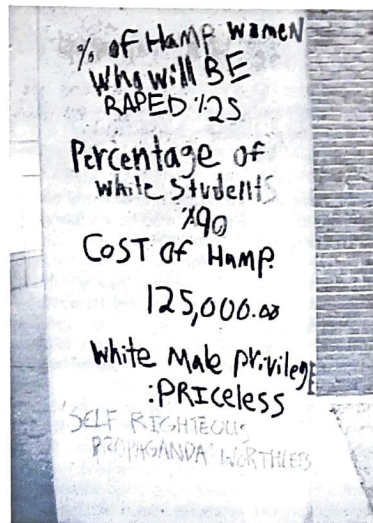 % of HAMP WOMEN
Who will BE
RAPED %25
Percentage of
white students
%90
COST OF HAMP.
125,000.00
white Male privilege
:PRICELESS
'SELF RIGHTEOUS
PROPAGANDA' WORTHLESS